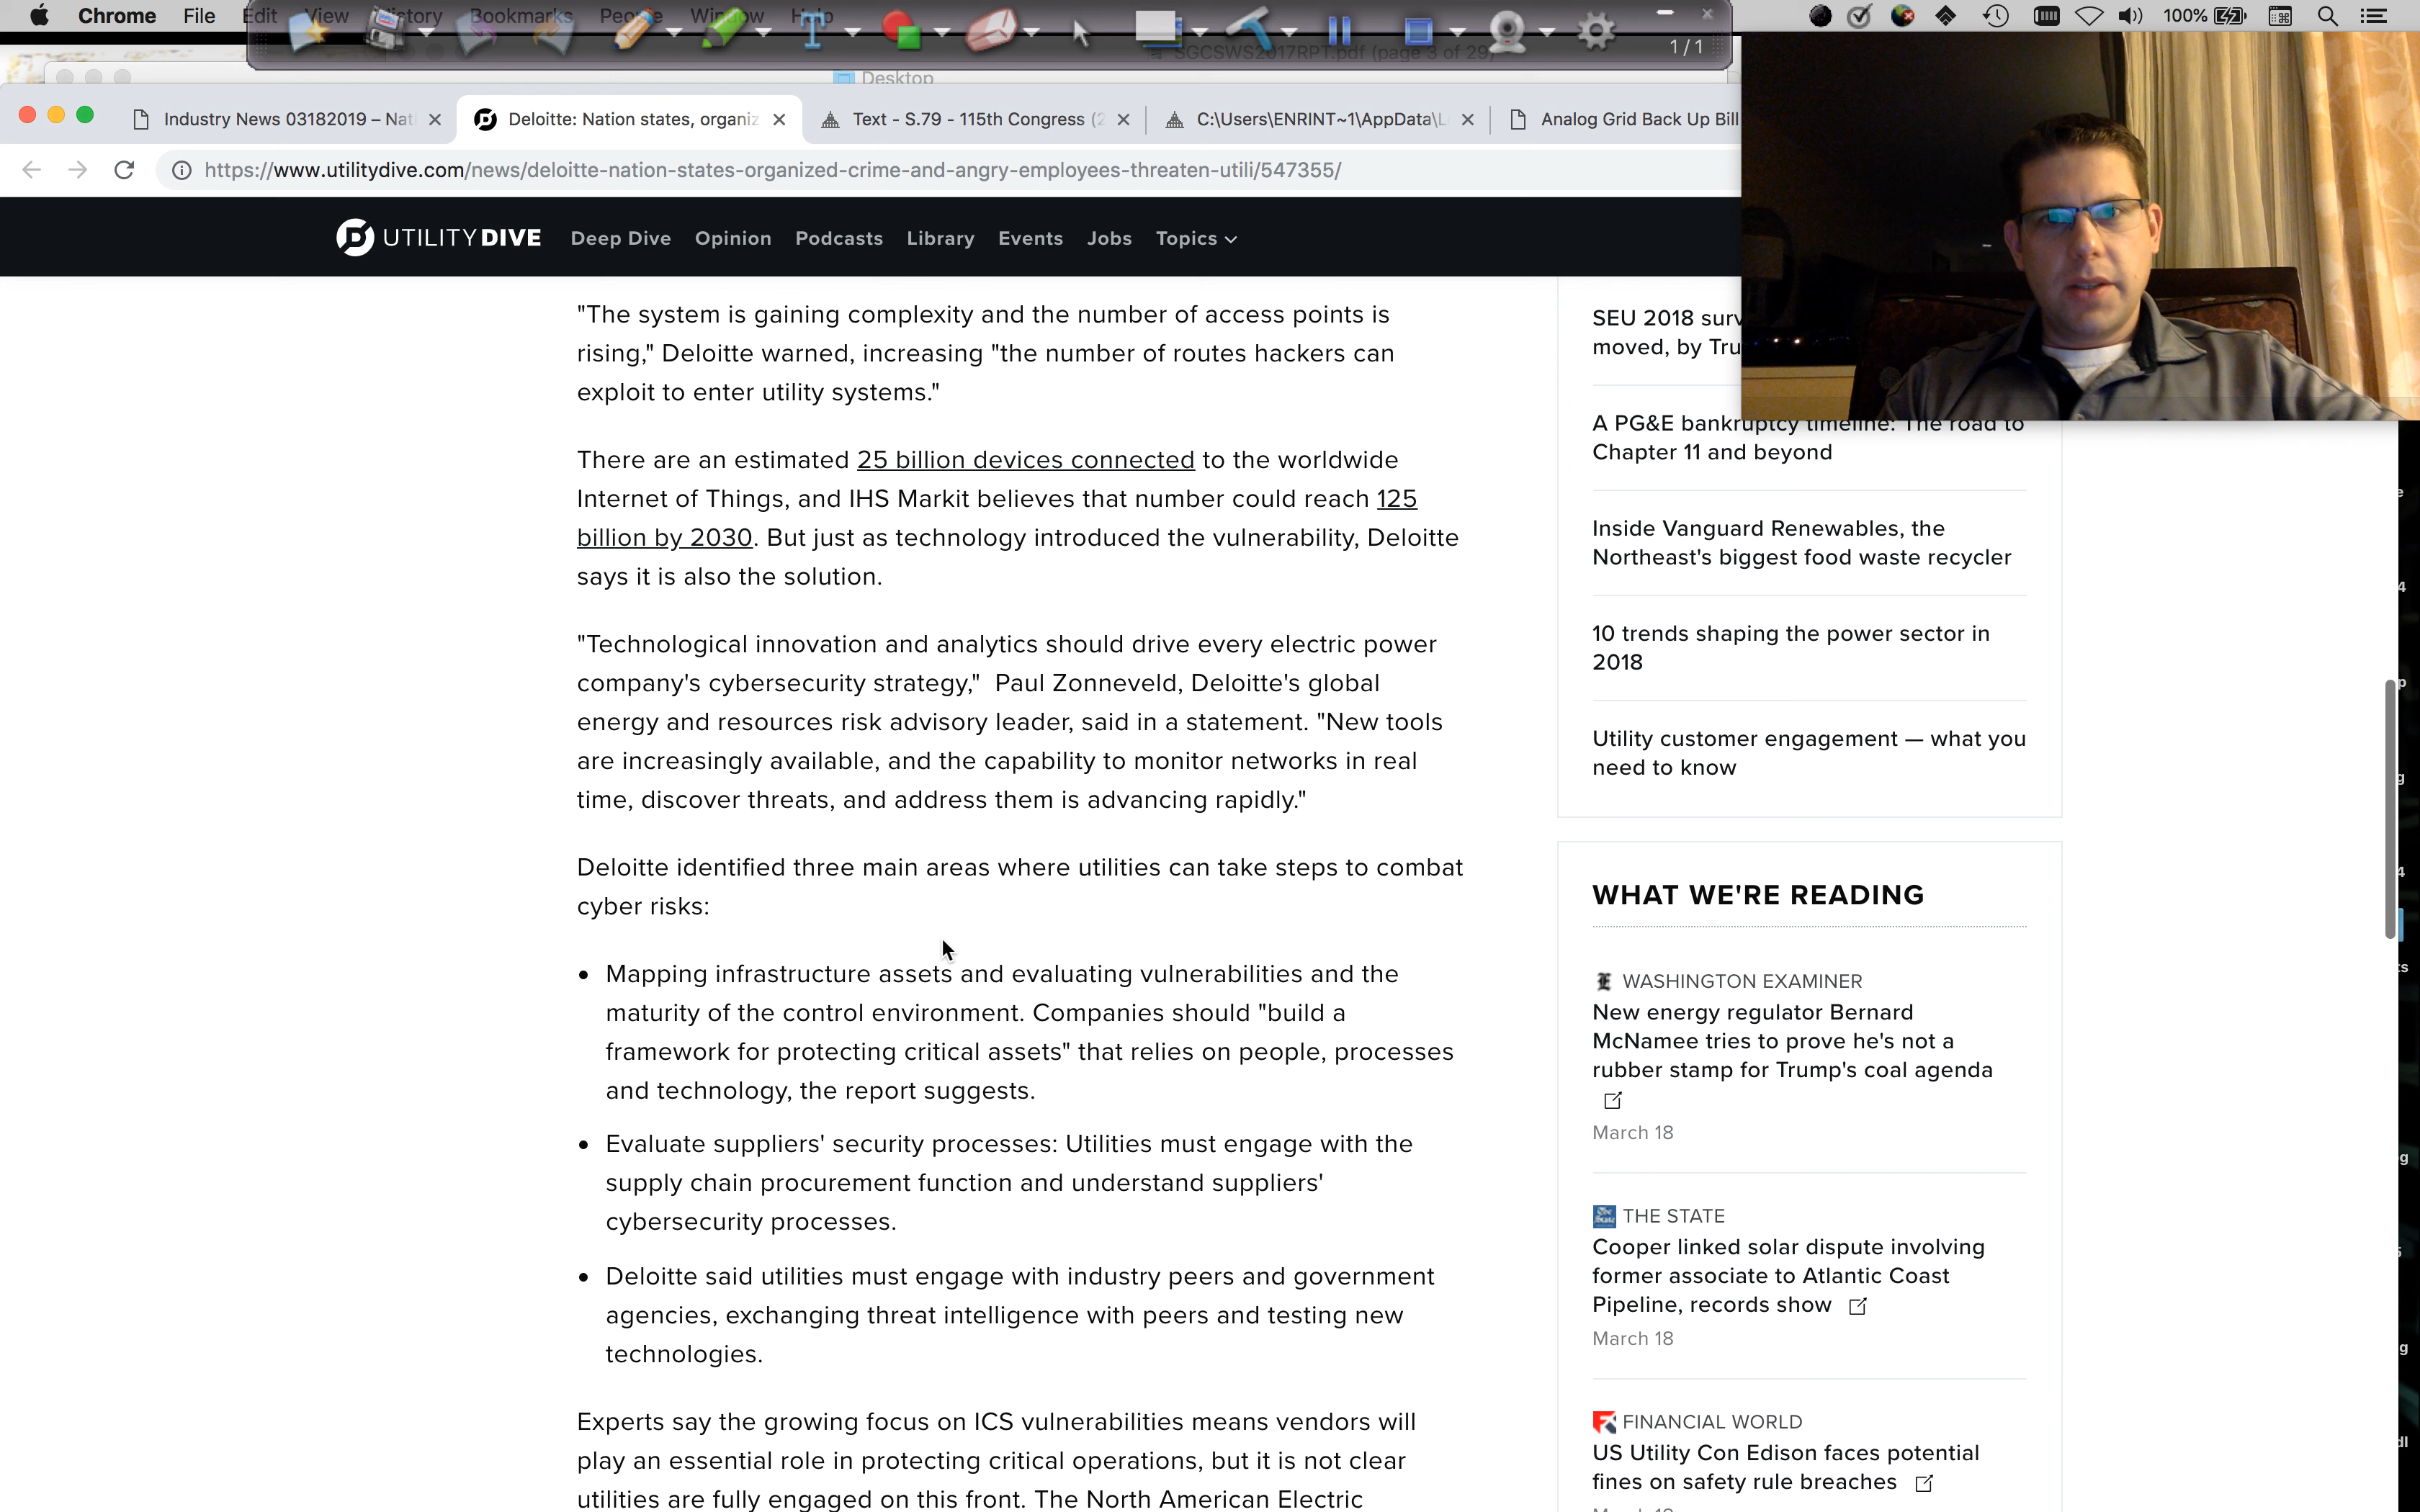 Chrome File Edit View History Bookmarks People Window Help
100%
1/1
SGCSWS2017RPT.pdf (page 3 of 29)
Desktop
Industry News 03182019 – Nat
Deloitte: Nation states, organiz
Text - S.79 - 115th Congress (2
C:\Users\ENRINT~1\AppData\L
Analog Grid Back Up Bill
https://www.utilitydive.com/news/deloitte-nation-states-organized-crime-and-angry-employees-threaten-utili/547355/
UTILITY DIVE Deep Dive Opinion Podcasts Library Events Jobs Topics
"The system is gaining complexity and the number of access points is
rising," Deloitte warned, increasing "the number of routes hackers can
exploit to enter utility systems."
There are an estimated 25 billion devices connected to the worldwide
Internet of Things, and IHS Markit believes that number could reach 125
billion by 2030. But just as technology introduced the vulnerability, Deloitte
says it is also the solution.
"Technological innovation and analytics should drive every electric power
company's cybersecurity strategy," Paul Zonneveld, Deloitte's global
energy and resources risk advisory leader, said in a statement. "New tools
are increasingly available, and the capability to monitor networks in real
time, discover threats, and address them is advancing rapidly."
Deloitte identified three main areas where utilities can take steps to combat
cyber risks:
• Mapping infrastructure assets and evaluating vulnerabilities and the
maturity of the control environment. Companies should "build a
framework for protecting critical assets" that relies on people, processes
and technology, the report suggests.
• Evaluate suppliers' security processes: Utilities must engage with the
supply chain procurement function and understand suppliers'
cybersecurity processes.
• Deloitte said utilities must engage with industry peers and government
agencies, exchanging threat intelligence with peers and testing new
technologies.
Experts say the growing focus on ICS vulnerabilities means vendors will
play an essential role in protecting critical operations, but it is not clear
utilities are fully engaged on this front. The North American Electric
SEU 2018 surv
moved, by Tru
A PG&E bankruptcy timeline: The road to
Chapter 11 and beyond
Inside Vanguard Renewables, the
Northeast's biggest food waste recycler
10 trends shaping the power sector in
2018
Utility customer engagement — what you
need to know
WHAT WE'RE READING
WASHINGTON EXAMINER
New energy regulator Bernard
McNamee tries to prove he's not a
rubber stamp for Trump's coal agenda
March 18
THE STATE
Cooper linked solar dispute involving
former associate to Atlantic Coast
Pipeline, records show
March 18
FINANCIAL WORLD
US Utility Con Edison faces potential
fines on safety rule breaches